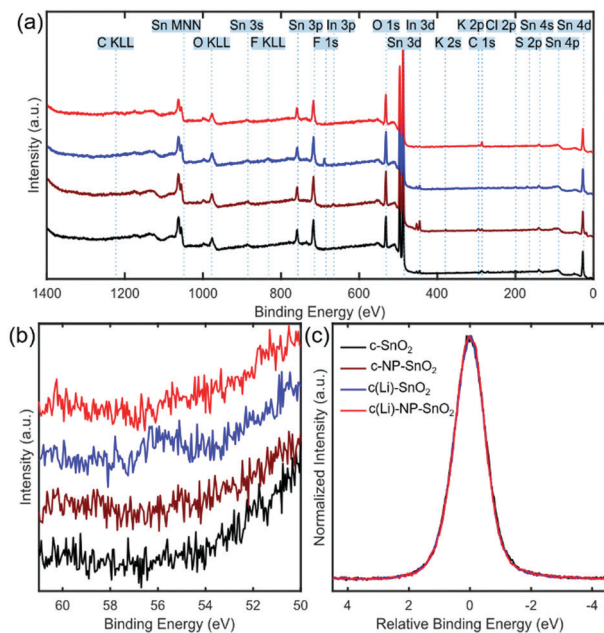 (a)
Sn MNN Sn 3s Sn 3p In 3p O 1s In 3d K 2p Cl 2p Sn 4s Sn 4d
C KLL O KLL F KLL F 1s Sn 3d K 2s C 1s S 2p Sn 4p
Intensity (a.u.)
1400 1200 1000 800 600 400 200 0
Binding Energy (eV)
(b)
Intensity (a.u.)
60 58 56 54 52 50
Binding Energy (eV)
(c)
c-SnO₂
c-NP-SnO₂
c(Li)-SnO₂
c(Li)-NP-SnO₂
Normalized Intensity (a.u.)
4 2 0 -2 -4
Relative Binding Energy (eV)